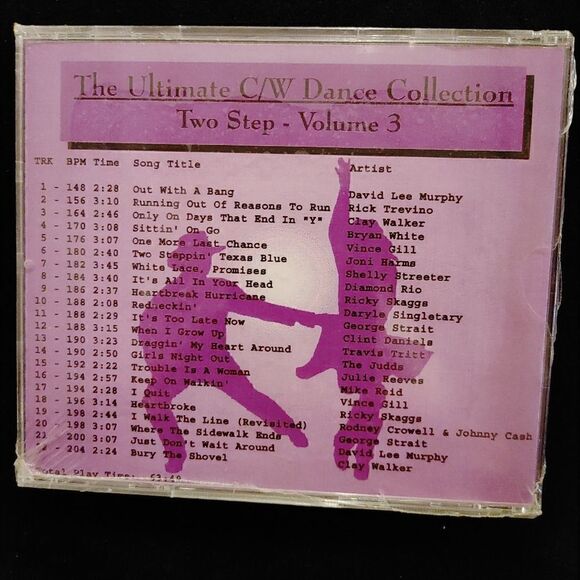 The Ultimate C/W Dance Collection
Two Step - Volume 3
TRK BPM Time Song Title Artist
1 - 148 2:28 Out With A Bang David Lee Murphy
2 - 156 3:10 Running Out Of Reasons To Run Rick Trevino
3 - 164 2:46 Only On Days That End In "Y" Clay Walker
4 - 170 3:08 Sittin' On Go Bryan White
5 - 176 3:07 One More Last Chance Vince Gill
6 - 180 2:40 Two Steppin' Texas Blue Joni Harms
7 - 182 3:45 White Lace, Promises Shelly Streeter
8 - 184 3:40 It's All In Your Head Diamond Rio
9 - 186 2:37 Heartbreak Hurricane Ricky Skaggs
10 - 188 2:08 Redneckin' Daryle Singletary
11 - 188 2:29 It's Too Late Now George Strait
12 - 188 3:15 When I Grow Up Clint Daniels
13 - 190 3:23 Draggin' My Heart Around Travis Tritt
14 - 190 2:50 Girls Night Out The Judds
15 - 192 2:22 Trouble Is A Woman Julie Reeves
16 - 194 2:57 Keep On Walkin' Mike Reid
17 - 194 2:28 I Quit Vince Gill
18 - 196 3:14 Heartbroke Ricky Skaggs
19 - 198 2:44 I Walk The Line (Revisited) Rodney Crowell & Johnny Cash
20 - 198 3:07 Where The Sidewalk Ends George Strait
21 - 200 3:07 Just Don't Wait Around David Lee Murphy
- 204 2:24 Bury The Shovel Clay Walker
Total Play Time: 63:49